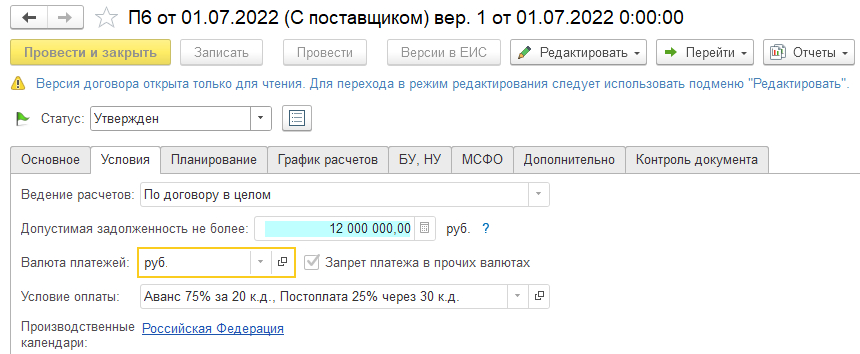 П6 от 01.07.2022 (С поставщиком) вер. 1 от 01.07.2022 0:00:00
Провести и закрыть Записать Провести Версии в ЕИС Редактировать Перейти Отчеты
Версия договора открыта только для чтения. Для перехода в режим редактирования следует использовать подменю "Редактировать".
Статус: Утвержден
Основное Условия Планирование График расчетов БУ, НУ МСФО Дополнительно Контроль документа
Ведение расчетов: По договору в целом
Допустимая задолженность не более: 12 000 000,00 руб. ?
Валюта платежей: руб. Запрет платежа в прочих валютах
Условие оплаты: Аванс 75% за 20 к.д., Постоплата 25% через 30 к.д.
Производственные Российская Федерация
календари: